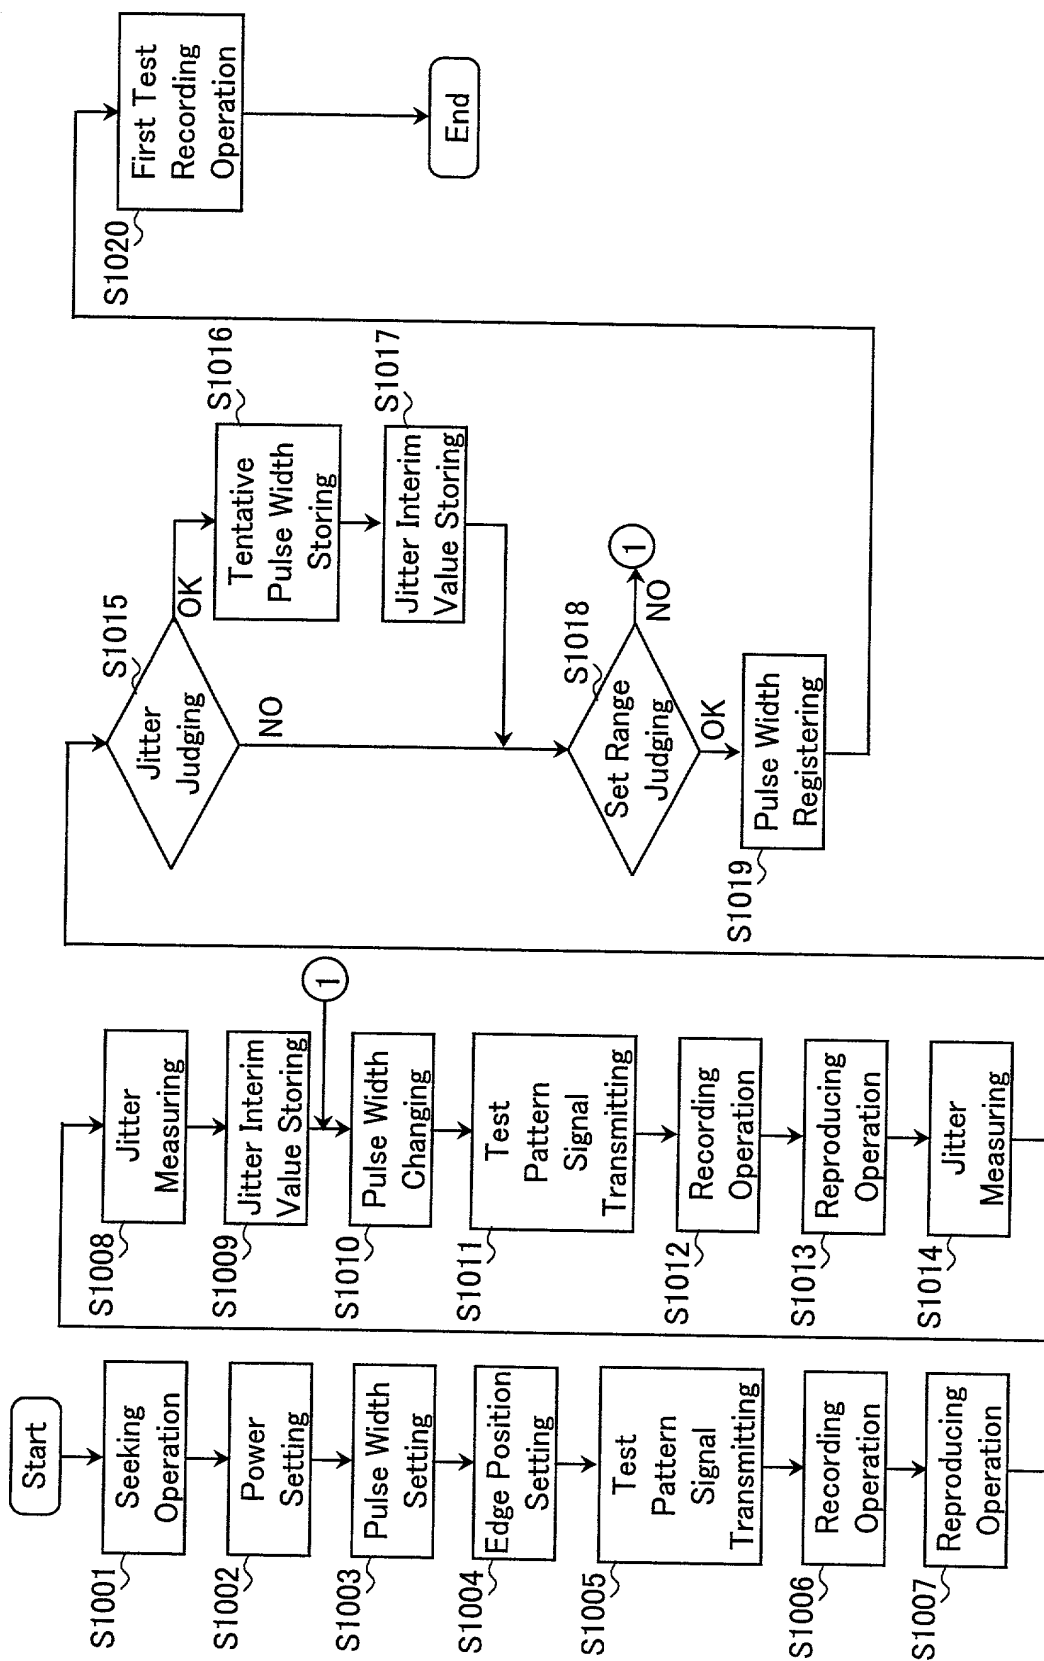 Start
S1001
Seeking
Operation
S1002
Power
Setting
S1003
Pulse Width
Setting
S1004
Edge Position
Setting
S1005
Test
Pattern
Signal
Transmitting
S1006
Recording
Operation
S1007
Reproducing
Operation
S1008
Jitter
Measuring
S1009
Jitter Interim
Value Storing
1
S1010
Pulse Width
Changing
S1011
Test
Pattern
Signal
Transmitting
S1012
Recording
Operation
S1013
Reproducing
Operation
S1014
Jitter
Measuring
S1015
Jitter
Judging
OK
NO
S1016
Tentative
Pulse Width
Storing
S1017
Jitter Interim
Value Storing
S1018
Set Range
Judging
NO
1
OK
S1019
Pulse Width
Registering
S1020
First Test
Recording
Operation
End